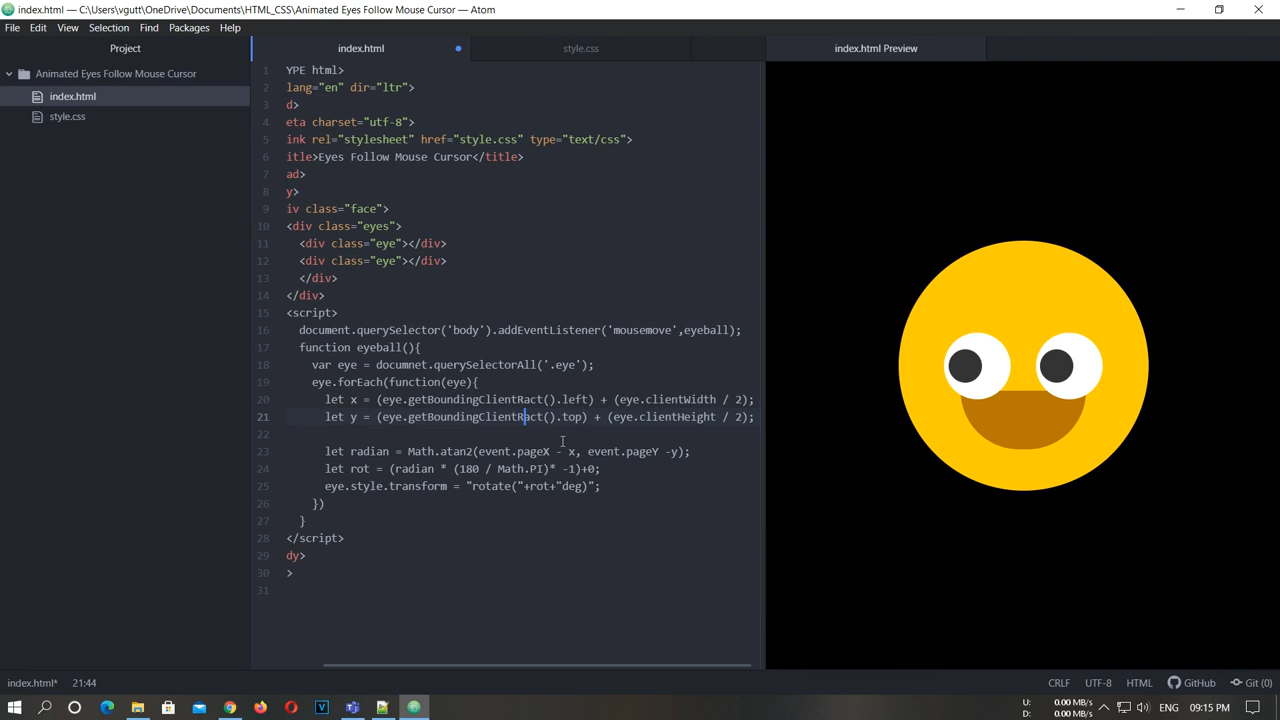 index.html — C:\Users\vgutt\OneDrive\Documents\HTML_CSS\Animated Eyes Follow Mouse Cursor — Atom
File Edit View Selection Find Packages Help
Project
index.html
style.css
index.html Preview
Animated Eyes Follow Mouse Cursor
index.html
style.css
1 YPE html>
2 lang="en" dir="ltr">
3 d>
4 eta charset="utf-8">
5 ink rel="stylesheet" href="style.css" type="text/css">
6 itle>Eyes Follow Mouse Cursor</title>
7 ad>
8 y>
9 iv class="face">
10 <div class="eyes">
11 <div class="eye"></div>
12 <div class="eye"></div>
13 </div>
14 </div>
15 <script>
16 document.querySelector('body').addEventListener('mousemove',eyeball);
17 function eyeball(){
18 var eye = documnet.querySelectorAll('.eye');
19 eye.forEach(function(eye){
20 let x = (eye.getBoundingClientRact().left) + (eye.clientWidth / 2);
21 let y = (eye.getBoundingClientRact().top) + (eye.clientHeight / 2);
22
23 let radian = Math.atan2(event.pageX - x, event.pageY -y);
24 let rot = (radian * (180 / Math.PI)* -1)+0;
25 eye.style.transform = "rotate("+rot+"deg)";
26 })
27 }
28 </script>
29 dy>
30 >
31
index.html* 21:44
CRLF UTF-8 HTML GitHub Git (0)
U: 0.00 MB/s
D: 0.00 MB/s
ENG 09:15 PM